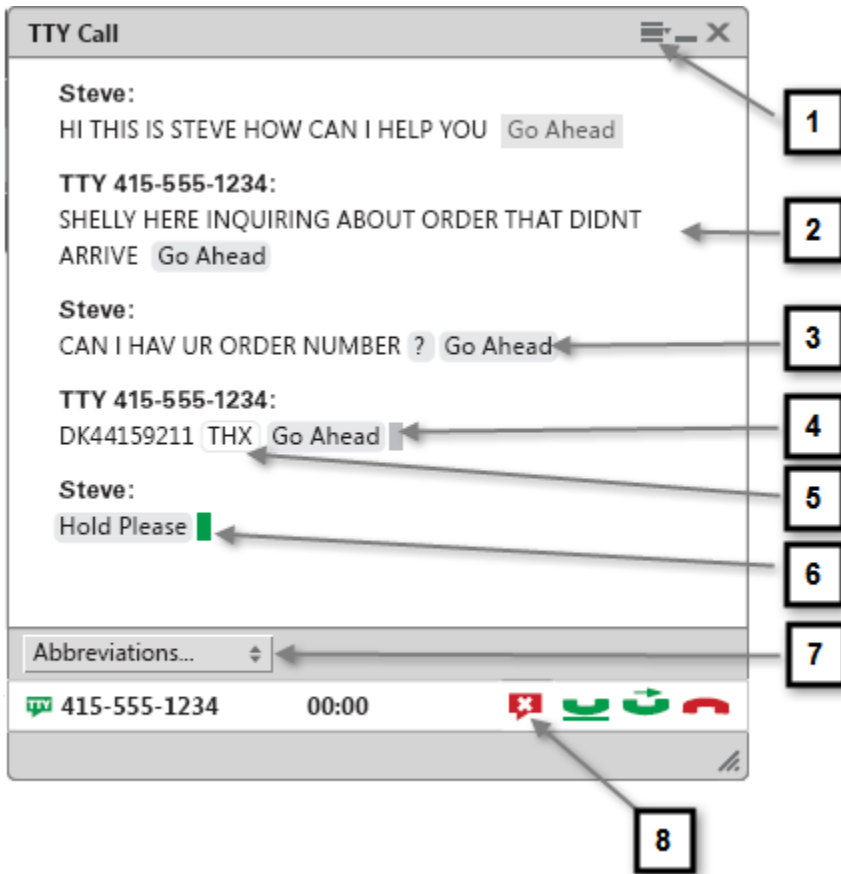 TTY Call
Steve:
HI THIS IS STEVE HOW CAN I HELP YOU Go Ahead
1
TTY 415-555-1234:
SHELLY HERE INQUIRING ABOUT ORDER THAT DIDNT
2
ARRIVE Go Ahead
Steve:
CAN I HAV UR ORDER NUMBER ? Go Ahead
3
TTY 415-555-1234:
DK44159211 THX Go Ahead
4
Steve:
5
Hold Please
6
Abbreviations...
7
TTY 415-555-1234 00:00
8